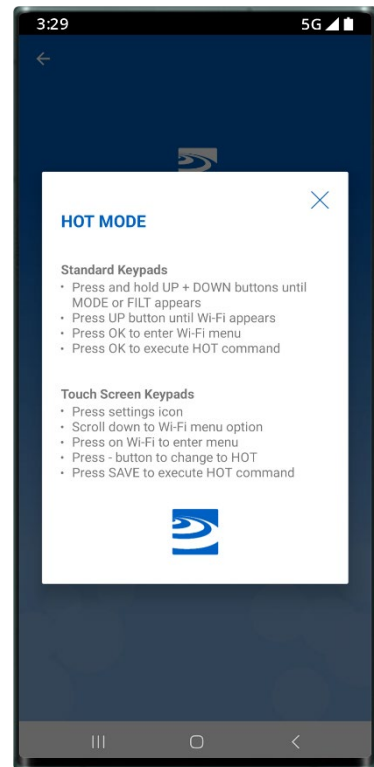 3:29 5G
HOT MODE
Standard Keypads
• Press and hold UP + DOWN buttons until
MODE or FILT appears
• Press UP button until Wi-Fi appears
• Press OK to enter Wi-Fi menu
• Press OK to execute HOT command
Touch Screen Keypads
• Press settings icon
• Scroll down to Wi-Fi menu option
• Press on Wi-Fi to enter menu
• Press - button to change to HOT
• Press SAVE to execute HOT command